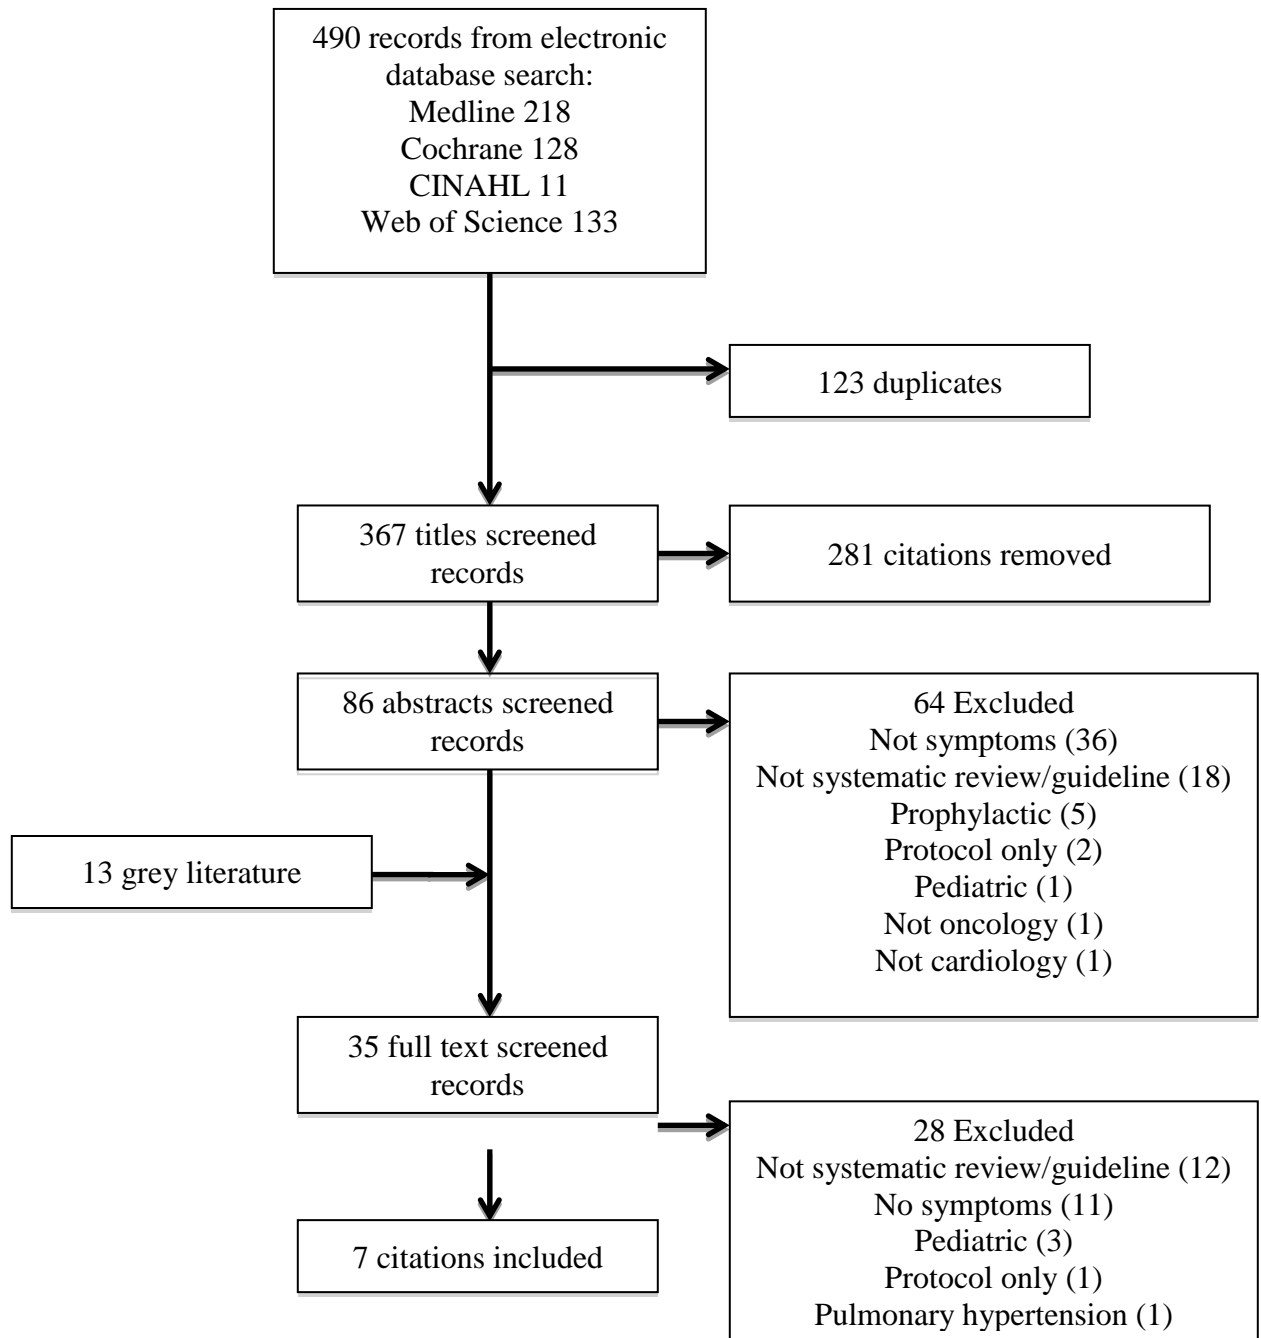 490 records from electronic
database search:
Medline 218
Cochrane 128
CINAHL 11
Web of Science 133
123 duplicates
367 titles screened
records
281 citations removed
86 abstracts screened
records
64 Excluded
Not symptoms (36)
Not systematic review/guideline (18)
Prophylactic (5)
Protocol only (2)
Pediatric (1)
Not oncology (1)
Not cardiology (1)
13 grey literature
35 full text screened
records
28 Excluded
Not systematic review/guideline (12)
No symptoms (11)
Pediatric (3)
Protocol only (1)
Pulmonary hypertension (1)
7 citations included